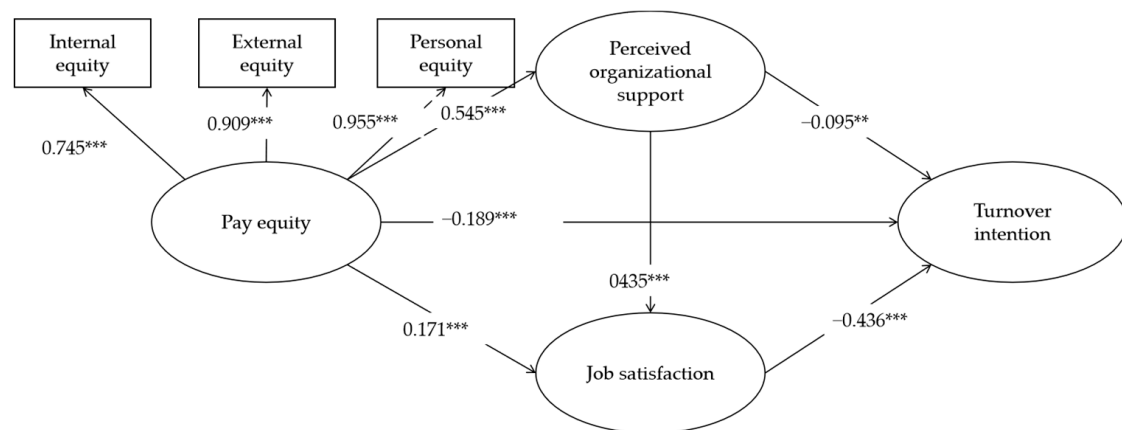 Internal
equity
External
equity
Personal
equity
Perceived
organizational
support
0.745***
0.909***
0.955***
0.545***
−0.095**
Pay equity
−0.189***
Turnover
intention
0435***
0.171***
−0.436***
Job satisfaction